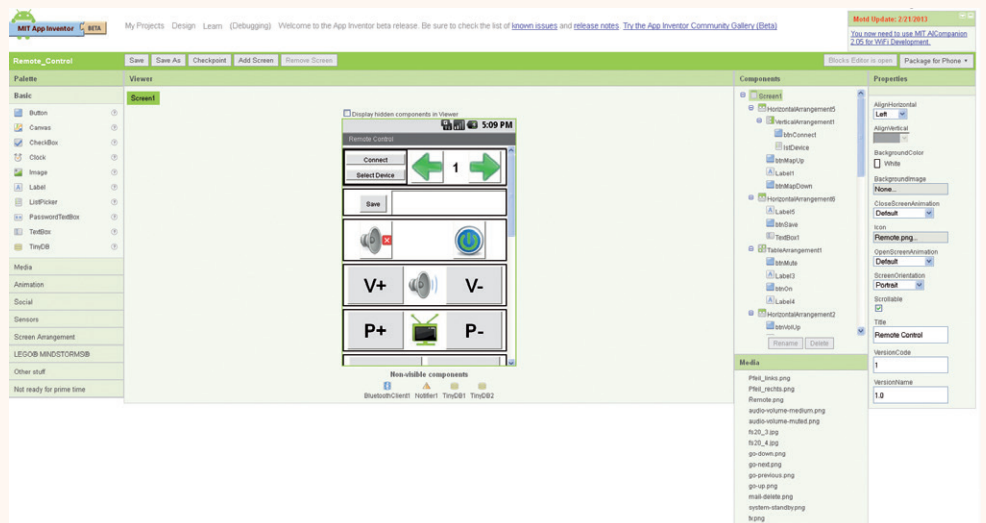 MIT App Inventor BETA
My Projects Design Learn (Debugging) Welcome to the App Inventor beta release. Be sure to check the list of known issues and release notes. Try the App Inventor Community Gallery (Beta)
Motd Update: 2/21/2013
You now need to use MIT AICompanion
2.05 for WiFi Development.
Remote_Control
Save Save As Checkpoint Add Screen Remove Screen
Blocks Editor is open Package for Phone
Palette
Basic
Button
Canvas
CheckBox
Clock
Image
Label
ListPicker
PasswordTextBox
TextBox
TinyDB
Media
Animation
Social
Sensors
Screen Arrangement
LEGO® MINDSTORMS®
Other stuff
Not ready for prime time
Viewer
Screen1
Display hidden components in Viewer
5:09 PM
Remote Control
Connect
Select Device
1
Save
V+ V-
P+ P-
Non-visible components
BluetoothClient1 Notifier1 TinyDB1 TinyDB2
Components
Screen1
HorizontalArrangement5
VerticalArrangement1
btnConnect
lstDevice
btnMapUp
Label1
btnMapDown
HorizontalArrangement6
Label5
btnSave
TextBox1
TableArrangement1
btnMute
Label3
btnOn
Label4
HorizontalArrangement2
btnVolUp
Rename Delete
Media
Pfeil_links.png
Pfeil_rechts.png
Remote.png
audio-volume-medium.png
audio-volume-muted.png
fs20_3.jpg
fs20_4.jpg
go-down.png
go-next.png
go-previous.png
go-up.png
mail-delete.png
system-standby.png
tv.png
Properties
AlignHorizontal
Left
AlignVertical
BackgroundColor
White
BackgroundImage
None...
CloseScreenAnimation
Default
Icon
Remote.png...
OpenScreenAnimation
Default
ScreenOrientation
Portrait
Scrollable
Title
Remote Control
VersionCode
1
VersionName
1.0